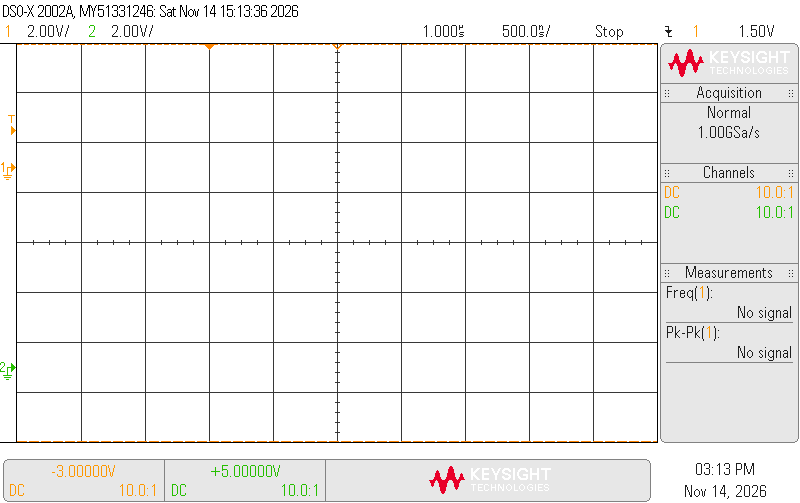 DSO-X 2002A, MY51331246: Sat Nov 14 15:13:36 2026
1 2.00V/ 2 2.00V/ 1.000s 500.0s/ Stop 1 1.50V
KEYSIGHT
TECHNOLOGIES
Acquisition
Normal
1.00GSa/s
T
1
Channels
DC 10.0:1
DC 10.0:1
Measurements
Freq(1):
No signal
Pk-Pk(1):
No signal
2
-3.00000V
DC 10.0:1
+5.00000V
DC 10.0:1
KEYSIGHT
TECHNOLOGIES
03:13 PM
Nov 14, 2026